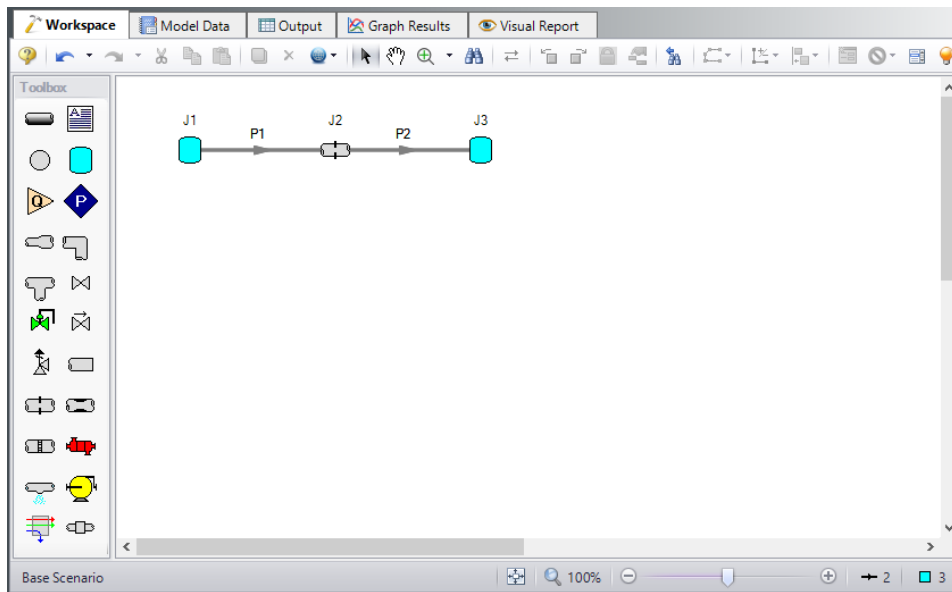 Workspace
Model Data
Output
Graph Results
Visual Report
Toolbox
A
Q
P
J1
P1
J2
P2
J3
Base Scenario
100%
2
3